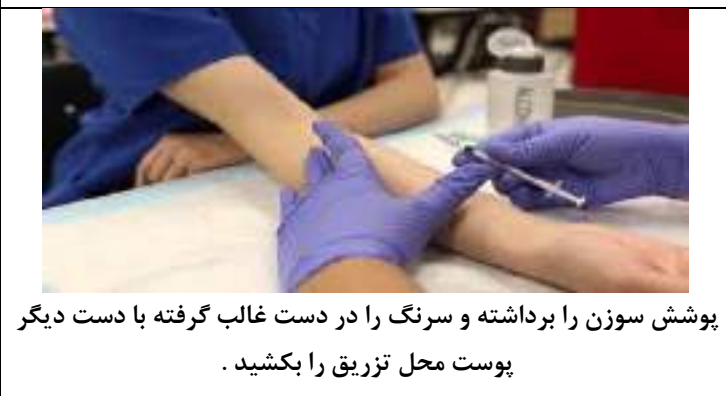 پوشش سوزن را برداشته و سرنگ را در دست غالب گرفته با دست دیگر
پوست محل تزریق را بکشید .